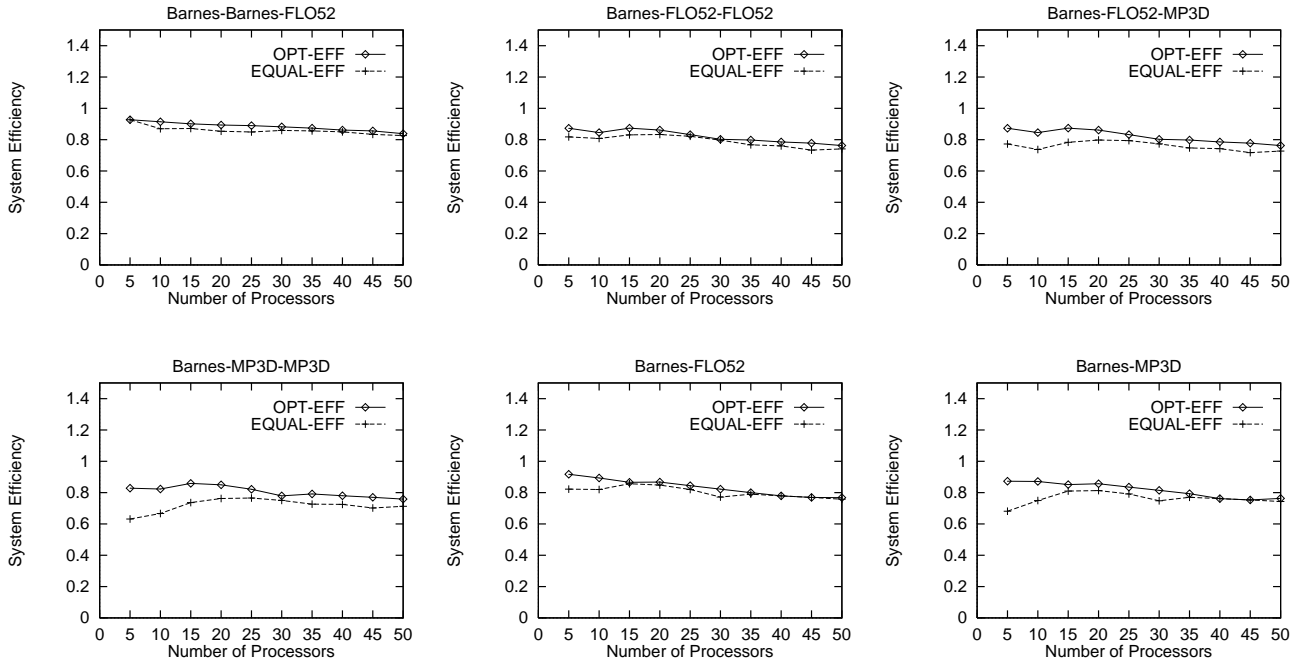 Barnes-Barnes-FLO52
System Efficiency
1.4
1.2
1
0.8
0.6
0.4
0.2
0
OPT-EFF
EQUAL-EFF
0 5 10 15 20 25 30 35 40 45 50
Number of Processors
Barnes-FLO52-FLO52
System Efficiency
1.4
1.2
1
0.8
0.6
0.4
0.2
0
OPT-EFF
EQUAL-EFF
0 5 10 15 20 25 30 35 40 45 50
Number of Processors
Barnes-FLO52-MP3D
System Efficiency
1.4
1.2
1
0.8
0.6
0.4
0.2
0
OPT-EFF
EQUAL-EFF
0 5 10 15 20 25 30 35 40 45 50
Number of Processors
Barnes-MP3D-MP3D
System Efficiency
1.4
1.2
1
0.8
0.6
0.4
0.2
0
OPT-EFF
EQUAL-EFF
0 5 10 15 20 25 30 35 40 45 50
Number of Processors
Barnes-FLO52
System Efficiency
1.4
1.2
1
0.8
0.6
0.4
0.2
0
OPT-EFF
EQUAL-EFF
0 5 10 15 20 25 30 35 40 45 50
Number of Processors
Barnes-MP3D
System Efficiency
1.4
1.2
1
0.8
0.6
0.4
0.2
0
OPT-EFF
EQUAL-EFF
0 5 10 15 20 25 30 35 40 45 50
Number of Processors